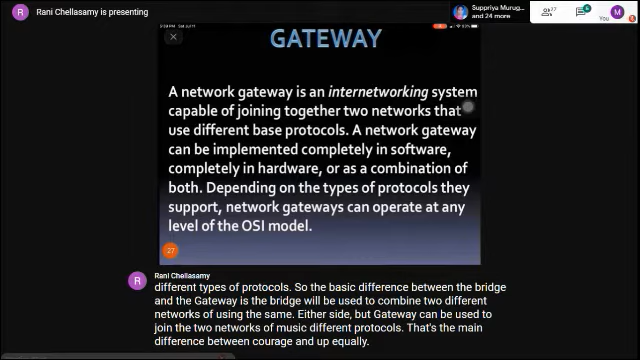 R Rani Chellasamy is presenting
Suppriya Murug...
and 24 more
27
6
M
You
GATEWAY
A network gateway is an internetworking system
capable of joining together two networks that
use different base protocols. A network gateway
can be implemented completely in software,
completely in hardware, or as a combination of
both. Depending on the types of protocols they
support, network gateways can operate at any
level of the OSI model.
27
R Rani Chellasamy
different types of protocols. So the basic difference between the bridge
and the Gateway is the bridge will be used to combine two different
networks of using the same. Either side, but Gateway can be used to
join the two networks of music different protocols. That's the main
difference between courage and up equally.